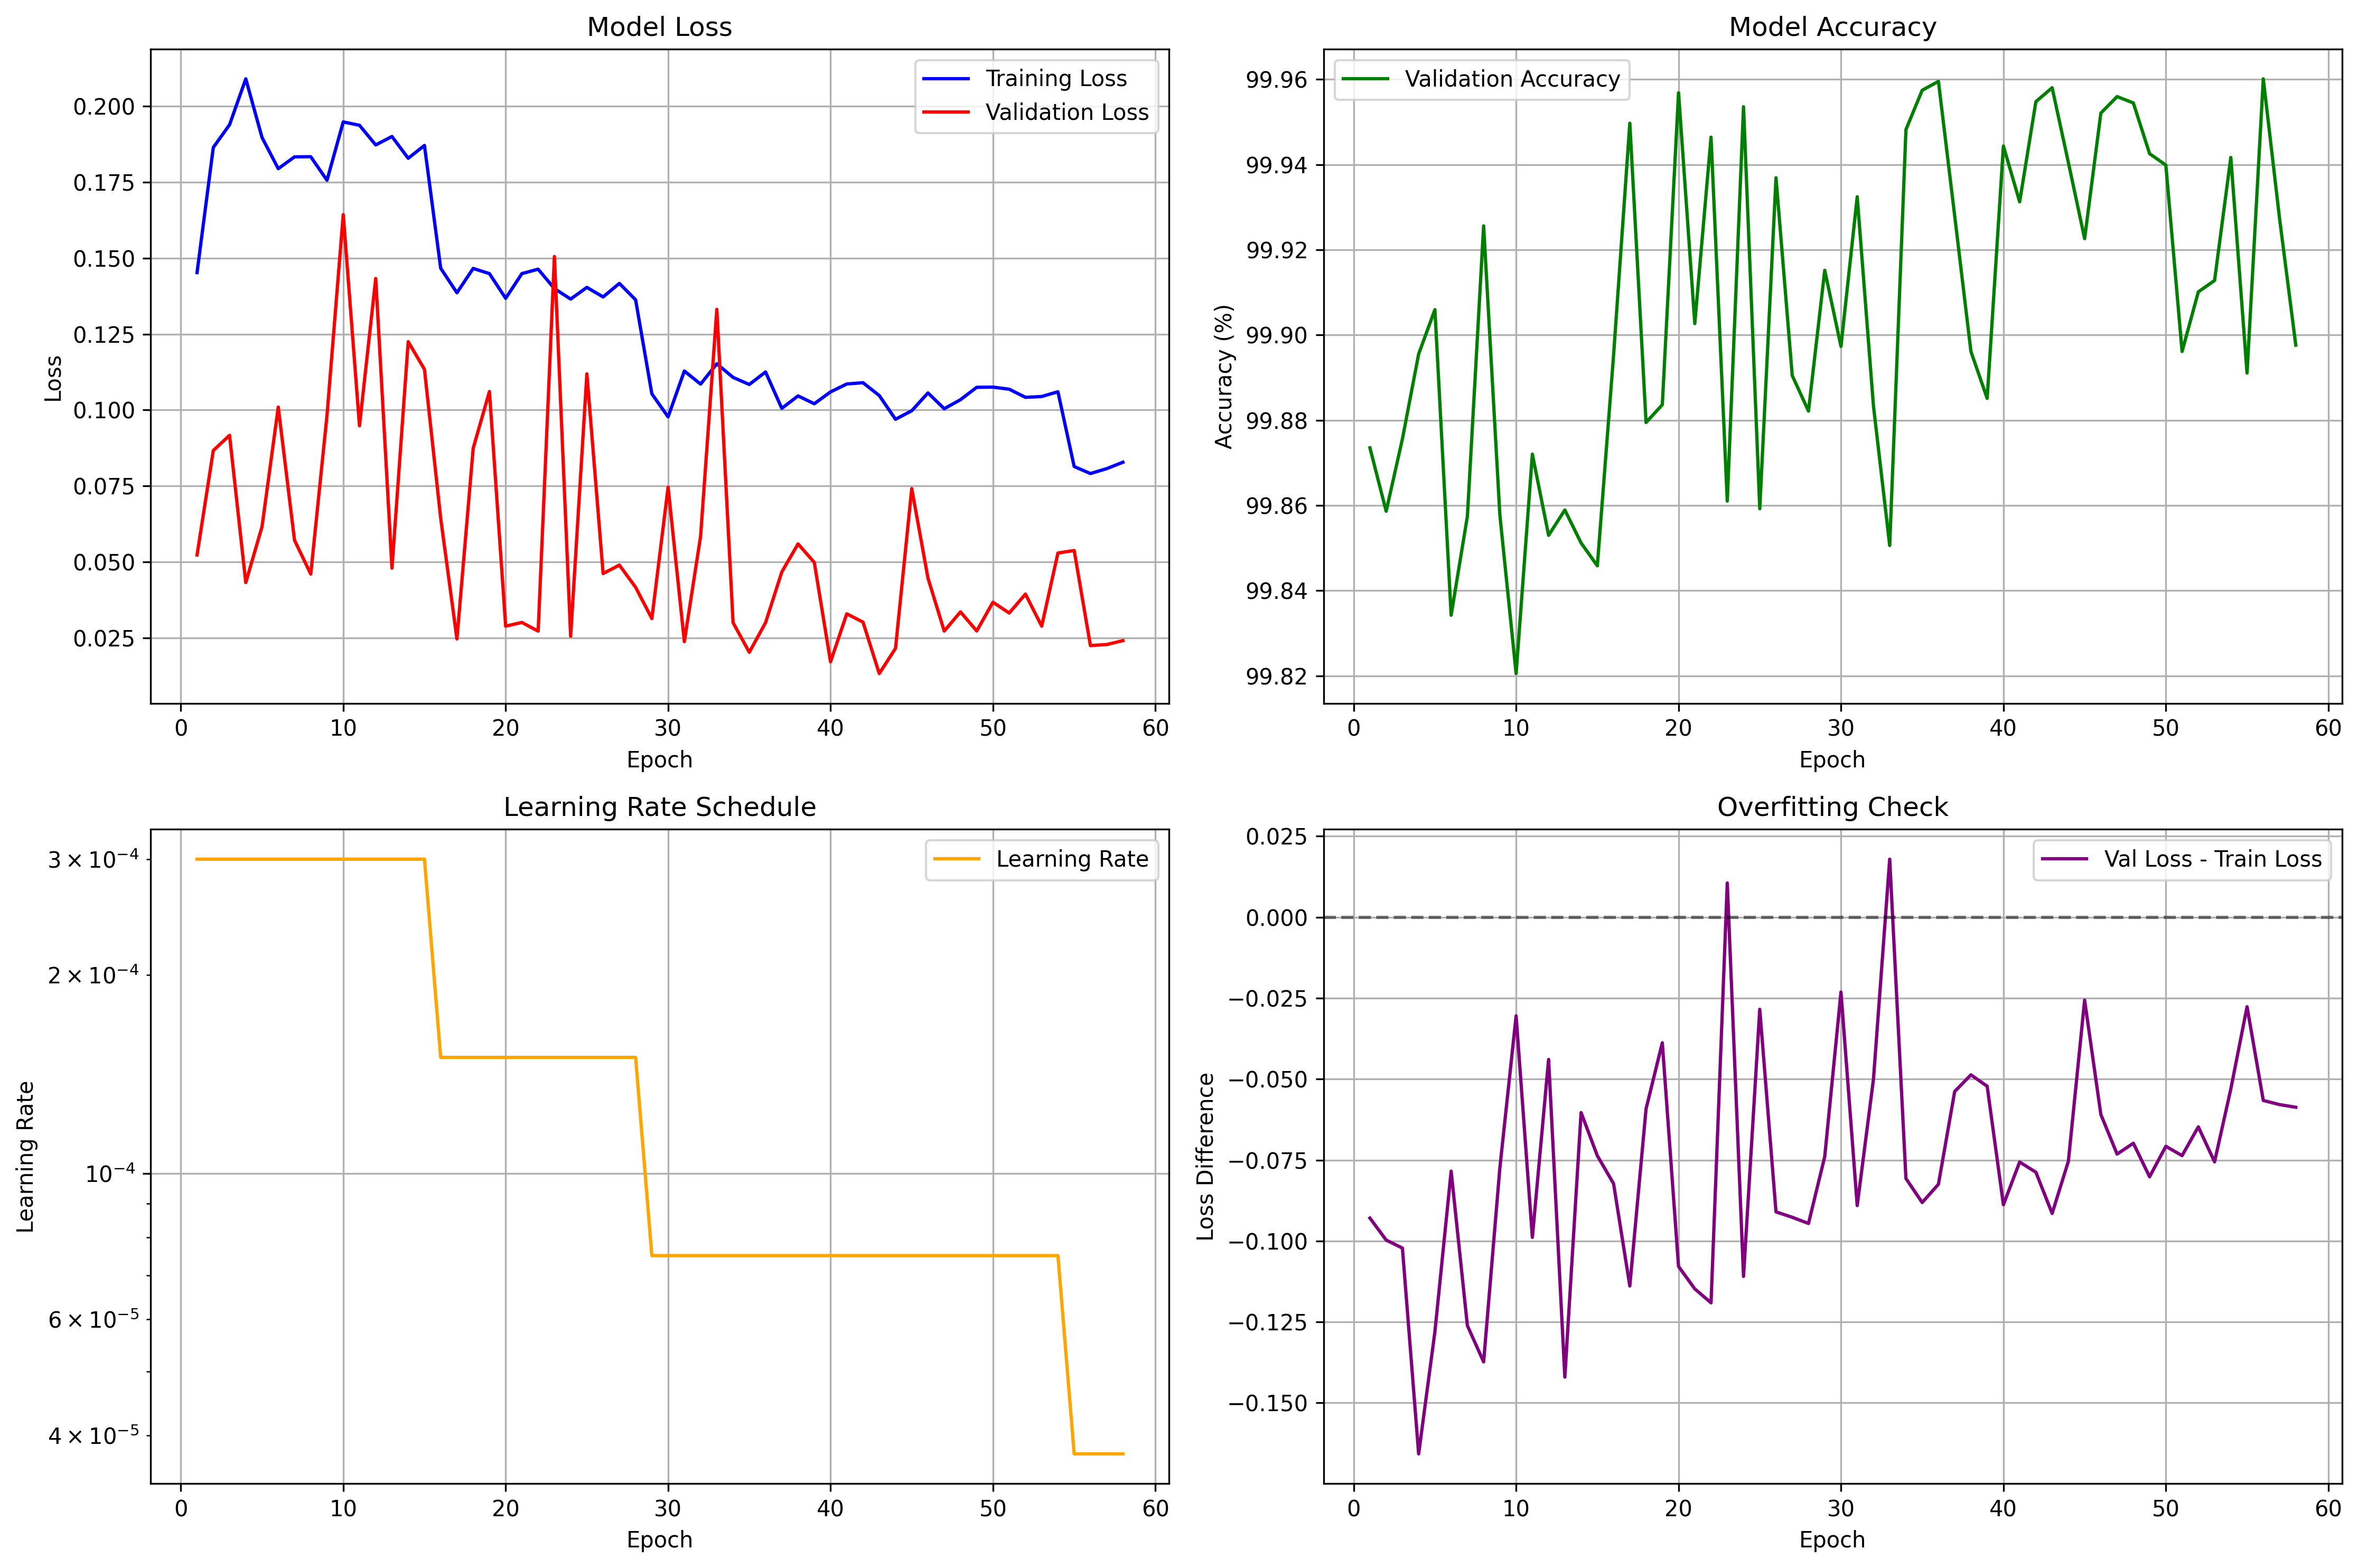 Model Loss
Training Loss
Validation Loss
0.200
0.175
0.150
0.125
0.100
0.075
0.050
0.025
Loss
0 10 20 30 40 50 60
Epoch
Model Accuracy
Validation Accuracy
99.96
99.94
99.92
99.90
99.88
99.86
99.84
99.82
Accuracy (%)
0 10 20 30 40 50 60
Epoch
Learning Rate Schedule
Learning Rate
3 × 10⁻⁴
2 × 10⁻⁴
10⁻⁴
6 × 10⁻⁵
4 × 10⁻⁵
Learning Rate
0 10 20 30 40 50 60
Epoch
Overfitting Check
Val Loss - Train Loss
0.025
0.000
−0.025
−0.050
−0.075
−0.100
−0.125
−0.150
Loss Difference
0 10 20 30 40 50 60
Epoch